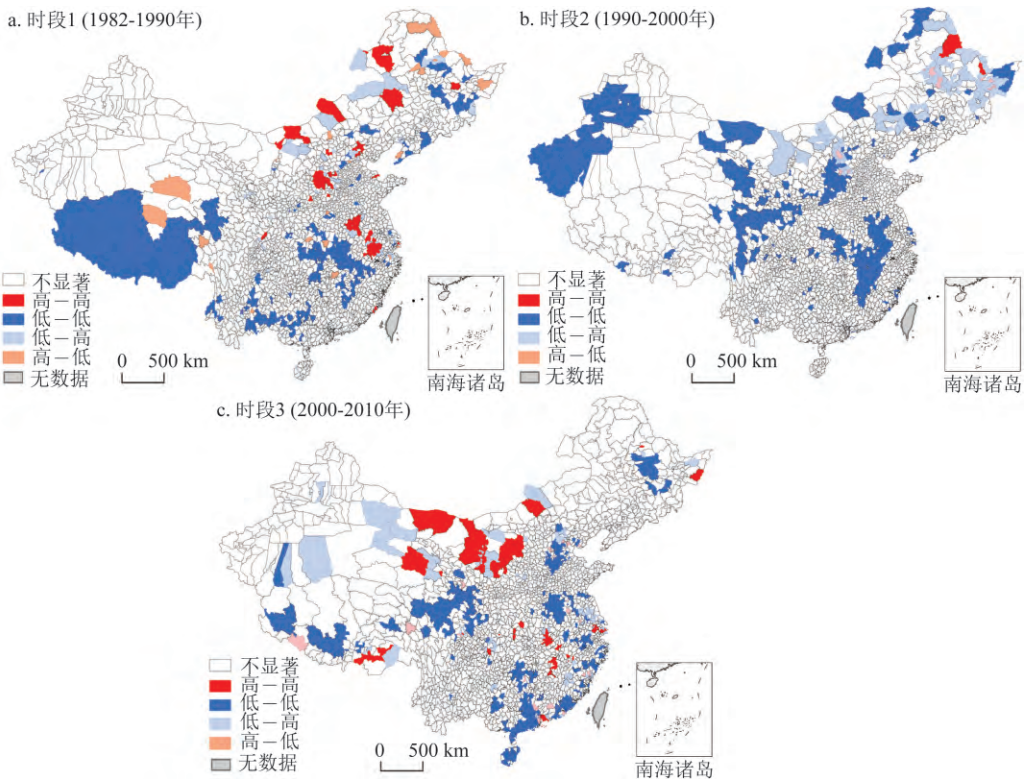 a. 时段1 (1982-1990年)
不显著
高－高
低－低
低－高
高－低
无数据
0 500 km
南海诸岛
b. 时段2 (1990-2000年)
不显著
高－高
低－低
低－高
高－低
无数据
0 500 km
南海诸岛
c. 时段3 (2000-2010年)
不显著
高－高
低－低
低－高
高－低
无数据
0 500 km
南海诸岛